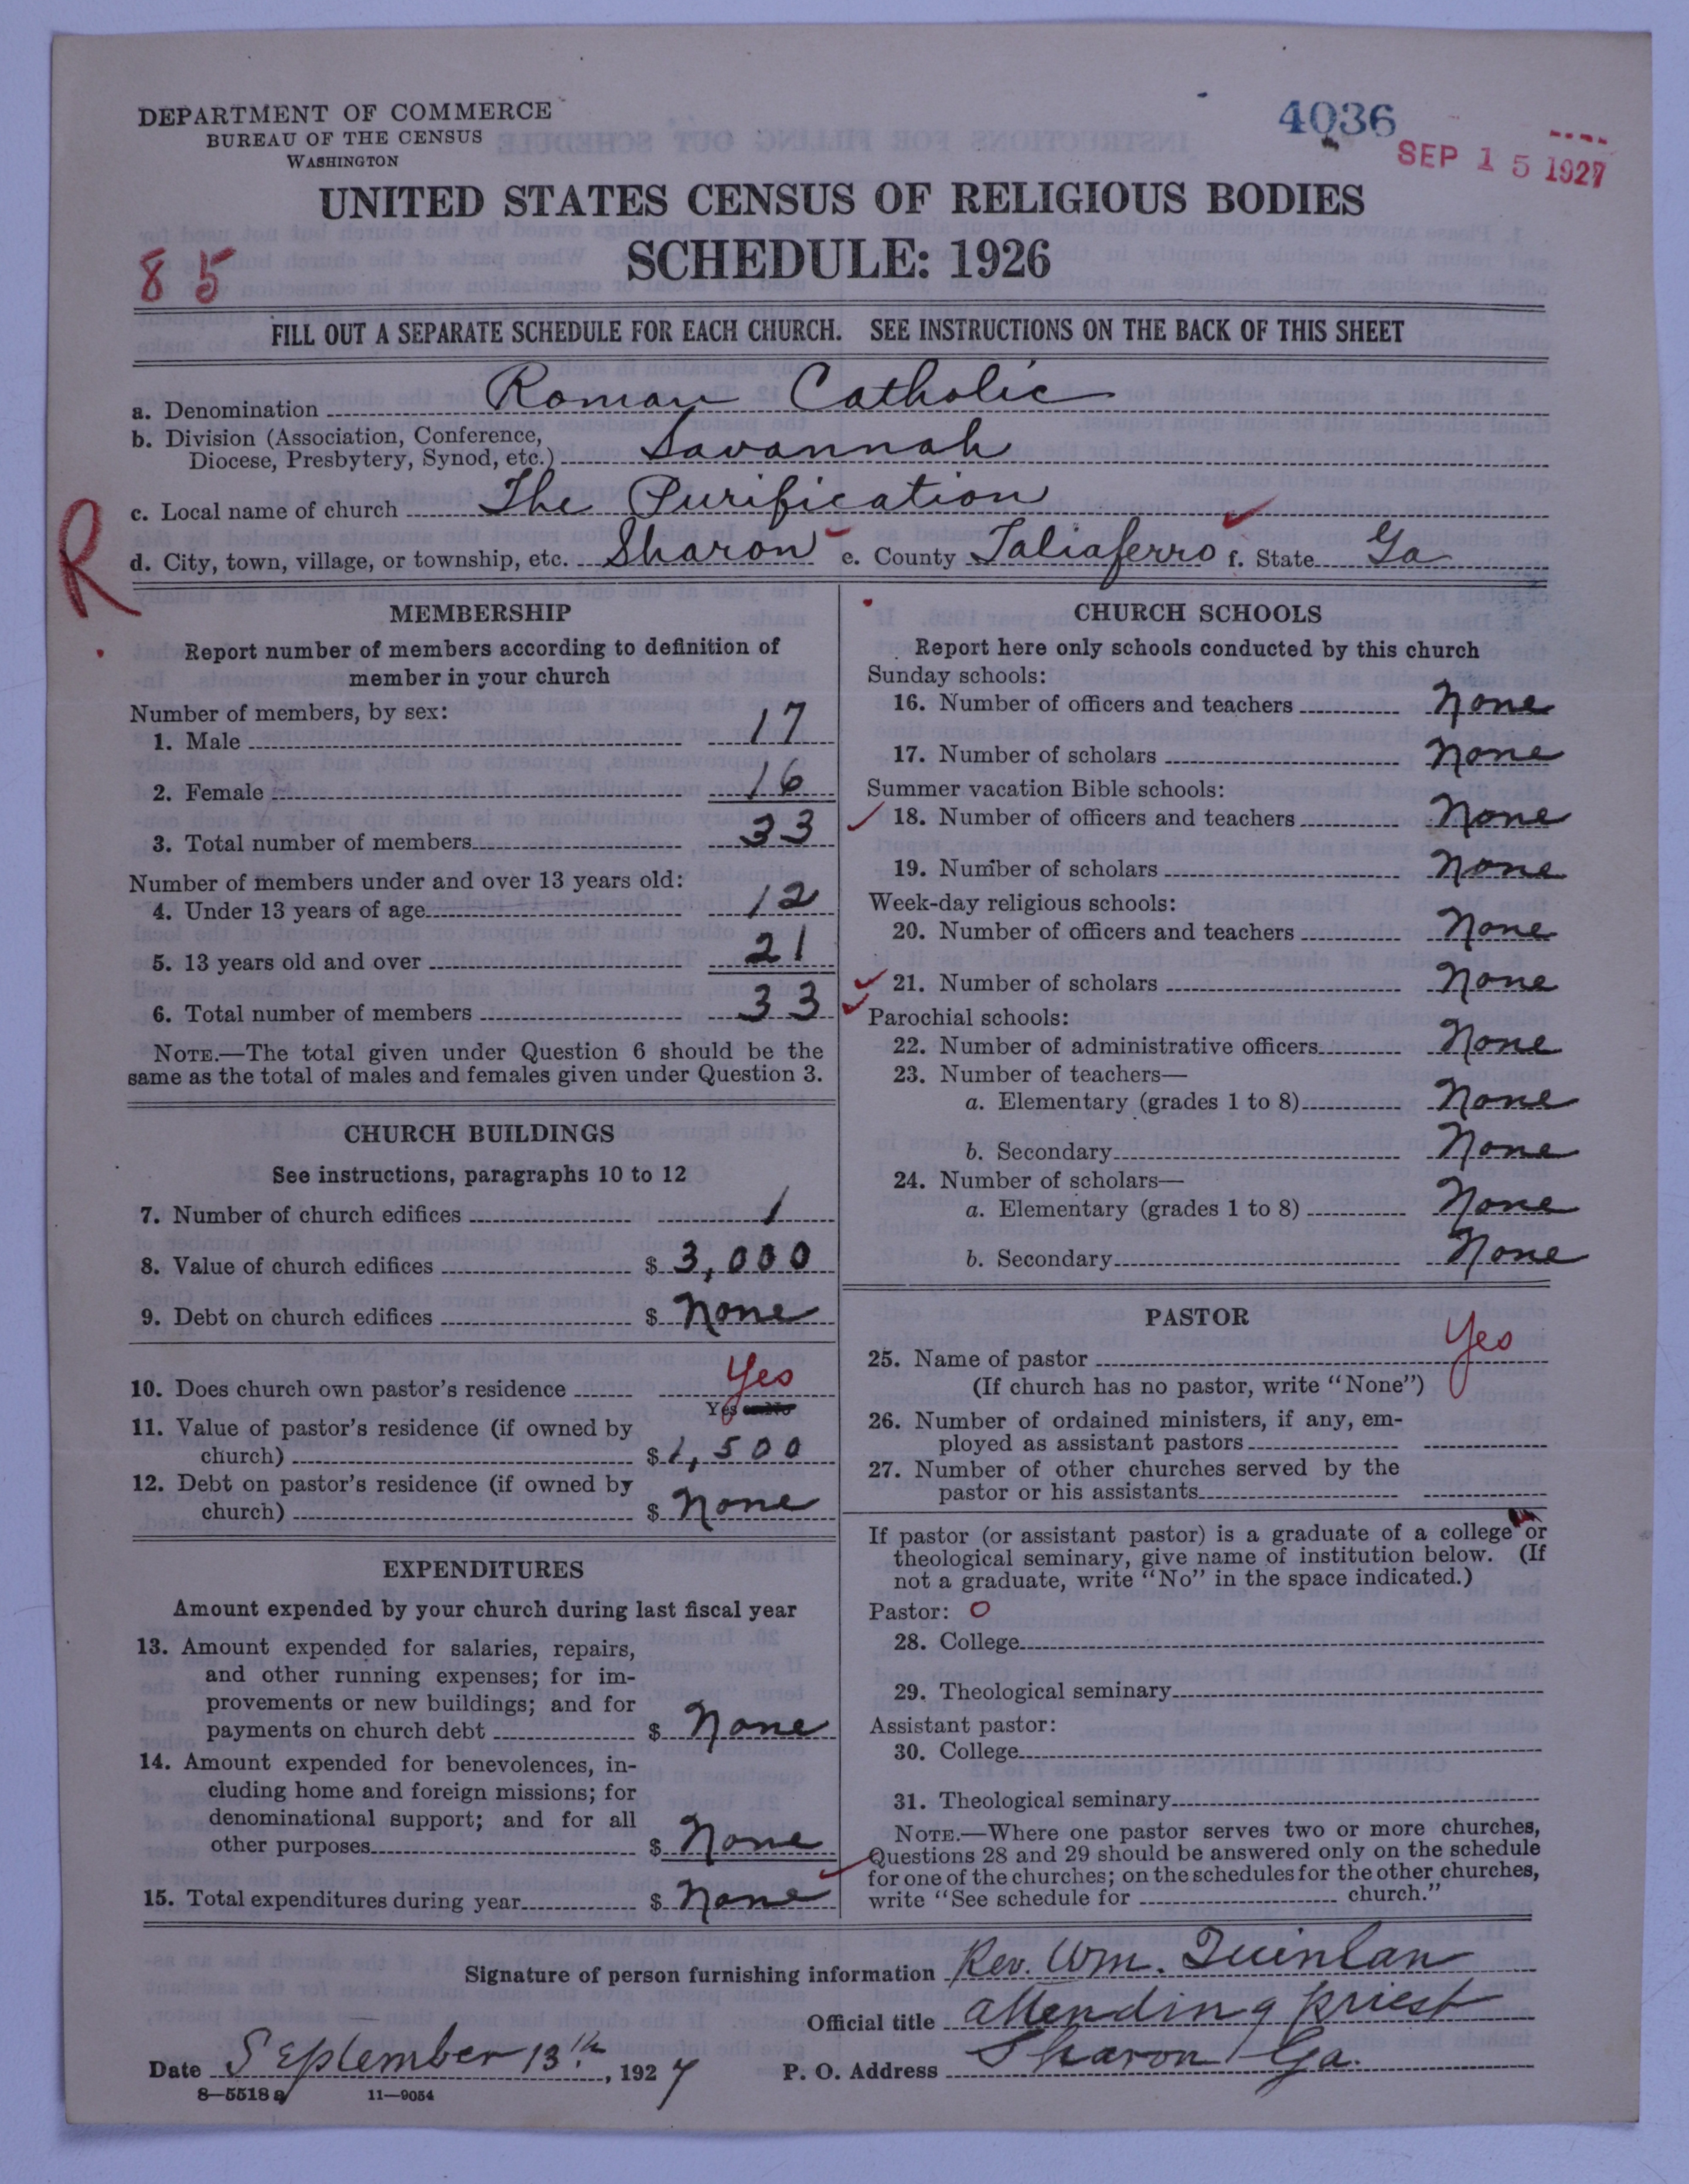 DEPARTMENT OF COMMERCE
BUREAU OF THE CENSUS
WASHINGTON
4036
SEP 15 1927
UNITED STATES CENSUS OF RELIGIOUS BODIES
SCHEDULE: 1926
85
FILL OUT A SEPARATE SCHEDULE FOR EACH CHURCH. SEE INSTRUCTIONS ON THE BACK OF THIS SHEET
a. Denomination Roman Catholic
b. Division (Association, Conference,
Diocese, Presbytery, Synod, etc.) Savannah
c. Local name of church The Purification
R
d. City, town, village, or township, etc. Sharon e. County Taliaferro f. State Ga
MEMBERSHIP
Report number of members according to definition of
member in your church
Number of members, by sex:
1. Male 17
2. Female 16
3. Total number of members 33
Number of members under and over 13 years old:
4. Under 13 years of age 12
5. 13 years old and over 21
6. Total number of members 33
NOTE.—The total given under Question 6 should be the
same as the total of males and females given under Question 3.
CHURCH BUILDINGS
See instructions, paragraphs 10 to 12
7. Number of church edifices 1
8. Value of church edifices $ 3,000
9. Debt on church edifices $ None
10. Does church own pastor's residence Yes
Yes or No
11. Value of pastor's residence (if owned by
church) $ 1,500
12. Debt on pastor's residence (if owned by
church) $ None
EXPENDITURES
Amount expended by your church during last fiscal year
13. Amount expended for salaries, repairs,
and other running expenses; for im-
provements or new buildings; and for
payments on church debt $ None
14. Amount expended for benevolences, in-
cluding home and foreign missions; for
denominational support; and for all
other purposes $ None
15. Total expenditures during year $ None
CHURCH SCHOOLS
Report here only schools conducted by this church
Sunday schools:
16. Number of officers and teachers None
17. Number of scholars None
Summer vacation Bible schools:
18. Number of officers and teachers None
19. Number of scholars None
Week-day religious schools:
20. Number of officers and teachers None
21. Number of scholars None
Parochial schools:
22. Number of administrative officers None
23. Number of teachers—
a. Elementary (grades 1 to 8) None
b. Secondary None
24. Number of scholars—
a. Elementary (grades 1 to 8) None
b. Secondary None
PASTOR
25. Name of pastor Yes
(If church has no pastor, write "None")
26. Number of ordained ministers, if any, em-
ployed as assistant pastors
27. Number of other churches served by the
pastor or his assistants
If pastor (or assistant pastor) is a graduate of a college or
theological seminary, give name of institution below. (If
not a graduate, write "No" in the space indicated.)
Pastor: O
28. College
29. Theological seminary
Assistant pastor:
30. College
31. Theological seminary
NOTE.—Where one pastor serves two or more churches,
Questions 28 and 29 should be answered only on the schedule
for one of the churches; on the schedules for the other churches,
write "See schedule for church."
Signature of person furnishing information Rev. Wm. Quinlan
Official title attending priest
Date September 13th, 1927 P. O. Address Sharon Ga.
8—5518 a 11—9054